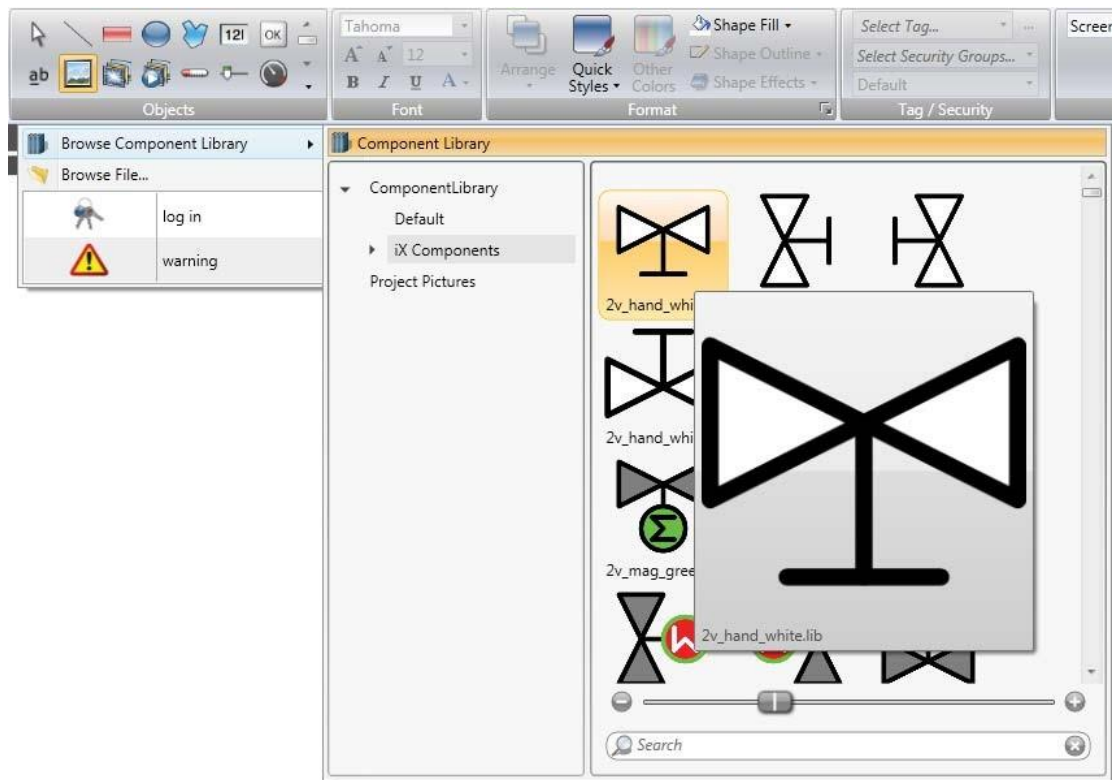 12I
OK
ab
Objects
Tahoma
A A 12
B I U A
Font
Arrange
Quick Styles
Other Colors
Shape Fill
Shape Outline
Shape Effects
Format
Select Tag...
...
Select Security Groups...
Default
Tag / Security
Screen
Browse Component Library
Browse File...
log in
warning
Component Library
ComponentLibrary
Default
iX Components
Project Pictures
2v_hand_whi
2v_hand_whi
2v_mag_gree
2v_hand_white.lib
Search